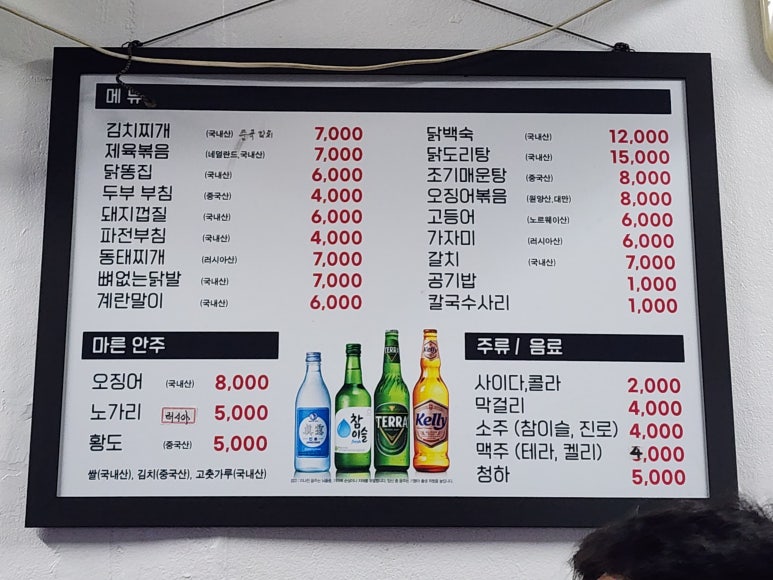 메뉴
김치찌개 (국내산) 중국 김치 7,000
제육볶음 (네덜란드,국내산) 7,000
닭똥집 (국내산) 6,000
두부 부침 (중국산) 4,000
돼지껍질 (국내산) 6,000
파전부침 (국내산) 4,000
동태찌개 (러시아산) 7,000
뼈없는닭발 (국내산) 7,000
계란말이 (국내산) 6,000
닭백숙 (국내산) 12,000
닭도리탕 (국내산) 15,000
조기매운탕 (중국산) 8,000
오징어볶음 (원양산,대만) 8,000
고등어 (노르웨이산) 6,000
가자미 (러시아산) 6,000
갈치 (국내산) 7,000
공기밥 1,000
칼국수사리 1,000
마른 안주
오징어 (국내산) 8,000
노가리 러시아 5,000
황도 (중국산) 5,000
쌀(국내산), 김치(중국산), 고춧가루(국내산)
眞露
참이슬
fresh
TERRA
TERRA
Kelly
주류 / 음료
사이다,콜라 2,000
막걸리 4,000
소주 (참이슬, 진로) 4,000
맥주 (테라, 켈리) 4,000
청하 5,000